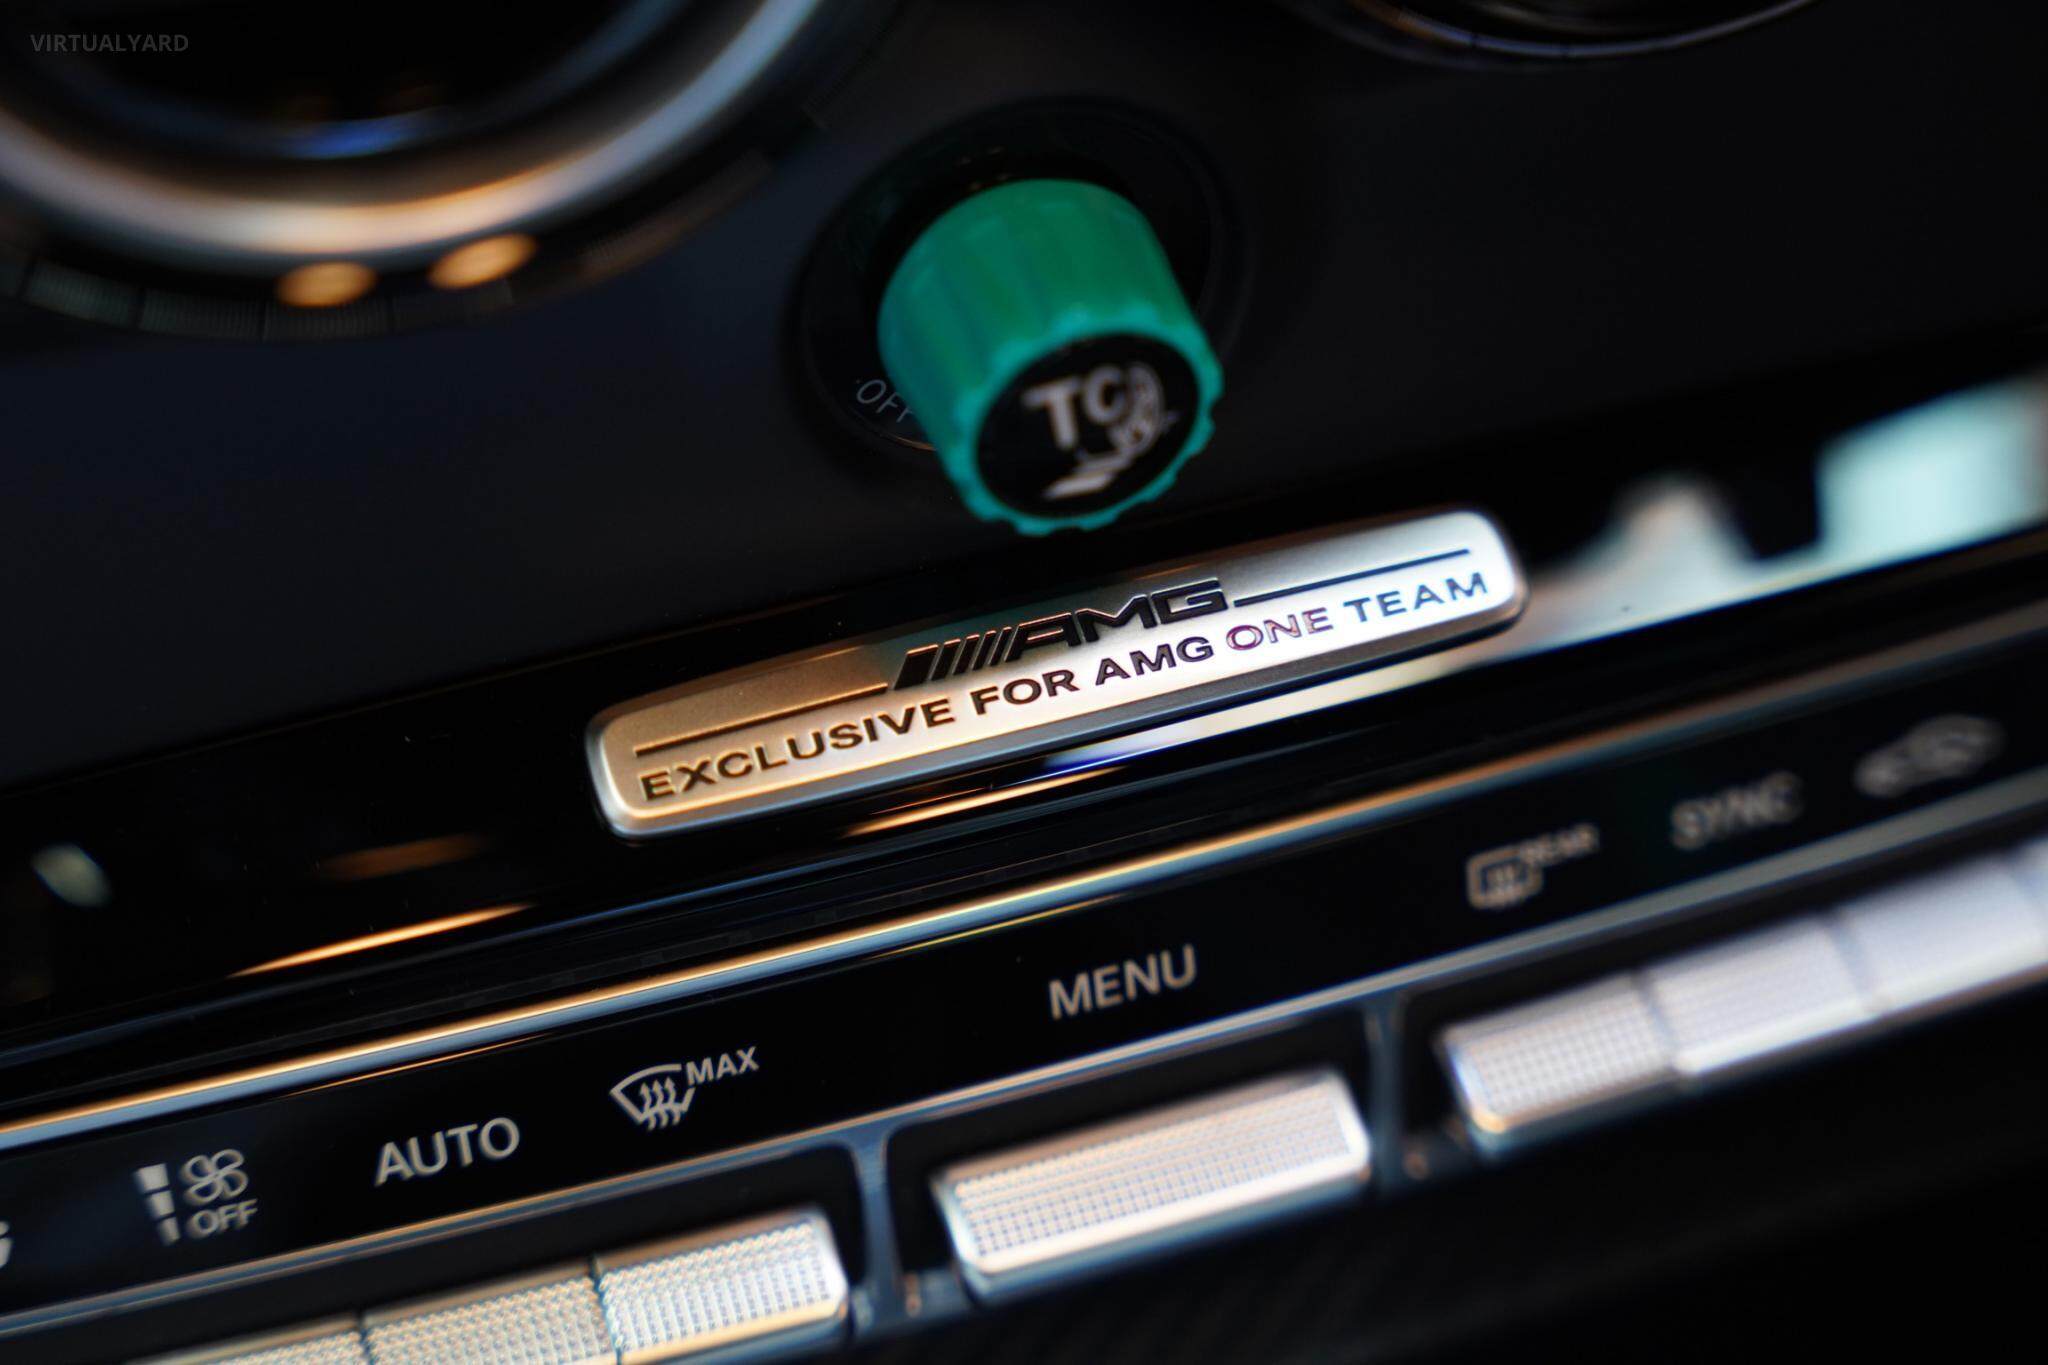 VIRTUALYARD
OFF
TC
AMG
EXCLUSIVE FOR AMG ONE TEAM
REAR
SYNC
MENU
MAX
AUTO
OFF